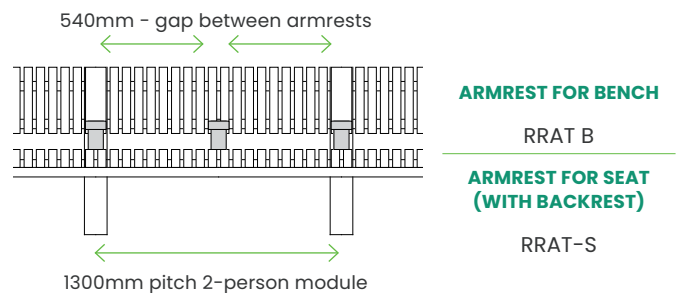 540mm - gap between armrests
ARMREST FOR BENCH
RRAT B
ARMREST FOR SEAT
(WITH BACKREST)
RRAT-S
1300mm pitch 2-person module